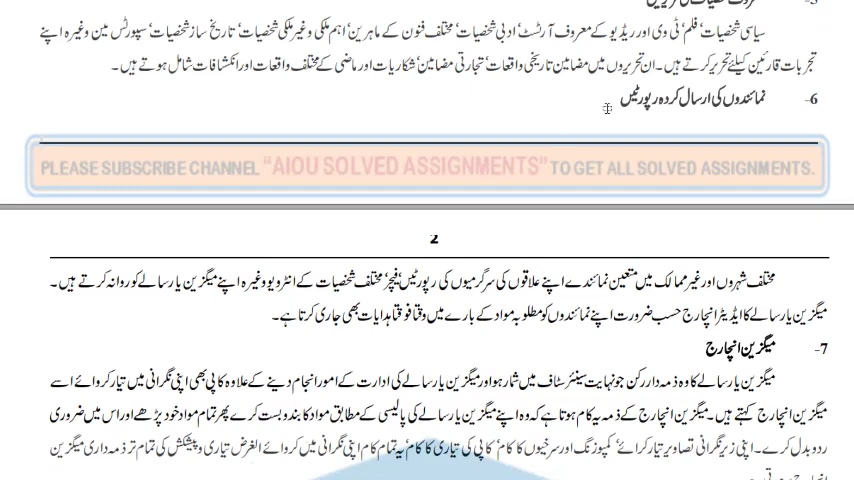 سیاسی شخصیات‘ فلم‘ ٹی وی اور ریڈیو کے معروف آرٹسٹ‘ ادبی شخصیات‘ مختلف فنون کے ماہرین‘ اہم ملکی وغیر ملکی شخصیات‘ تاریخ ساز شخصیات‘ سپورٹس مین وغیرہ اپنے
تجربات قارئین کیلئے تحریر کرتے ہیں۔ ان تحریروں میں مضامین تاریخی واقعات‘ تجارتی مضامین‘ شکاریات اور ماضی کے مختلف واقعات اور انکشافات شامل ہوتے ہیں۔
6- نمائندوں کی ارسال کردہ رپورٹیں
PLEASE SUBSCRIBE CHANNEL “AIOU SOLVED ASSIGNMENTS” TO GET ALL SOLVED ASSIGNMENTS.
2
مختلف شہروں اور غیر ممالک میں متعین نمائندے اپنے علاقوں کی سرگرمیوں کی رپورٹیں‘ فیچر‘ مختلف شخصیات کے انٹرویو وغیرہ اپنے میگزین یا رسالے کو روانہ کرتے ہیں۔
میگزین یا رسالے کا ایڈیٹر انچارج حسب ضرورت اپنے نمائندوں کو مطلوبہ مواد کے بارے میں وقتا فوقتا ہدایات بھی جاری کرتا ہے۔
7- میگزین انچارج
میگزین یا رسالے کا وہ ذمہ دار رکن جو نہایت سینئر سٹاف میں شمار ہو اور میگزین یا رسالے کی ادارت کے امور انجام دینے کے علاوہ کاپی بھی اپنی نگرانی میں تیار کروائے اسے
میگزین انچارج کہتے ہیں۔ میگزین انچارج کے ذمہ یہ کام ہوتا ہے کہ وہ اپنے میگزین یا رسالے کی پالیسی کے مطابق مواد کا بندوبست کرے پھر تمام مواد خود پڑھے اور اس میں ضروری
ردوبدل کرے۔ اپنی زیر نگرانی تصاویر تیار کرائے‘ کمپوزنگ اور سرخیوں کا کام‘ کاپی کی تیاری کا کام‘ یہ تمام کام اپنی نگرانی میں کروائے الغرض تیاری و پیشکش کی تمام تر ذمہ داری میگزین